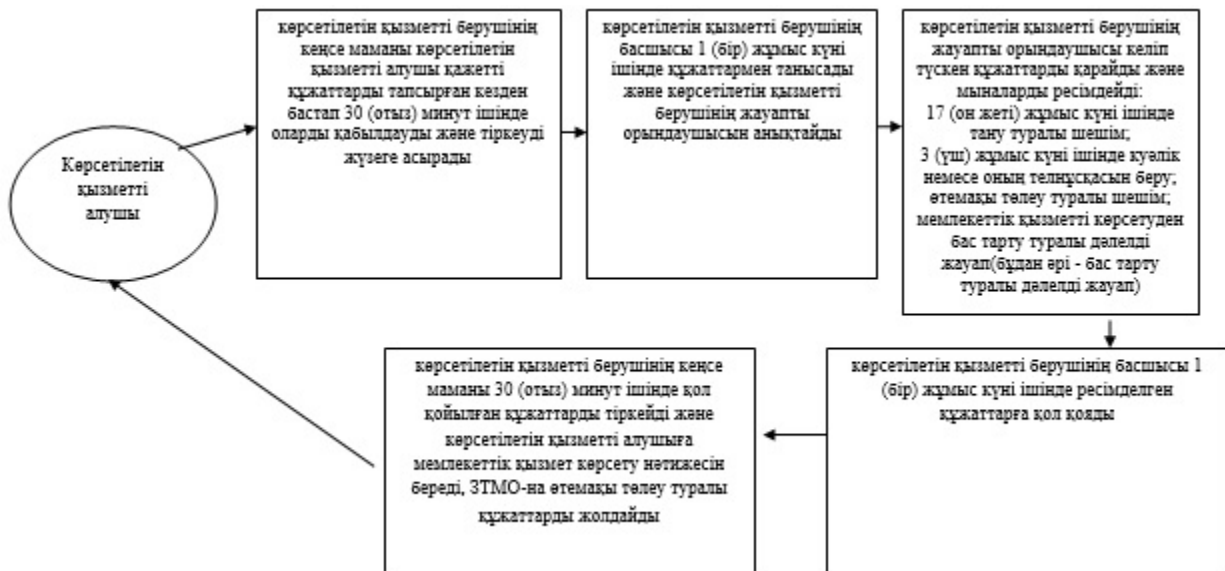 Көрсетілетін
қызметті
алушы
көрсетілетін қызметті берушінің
кеңсе маманы көрсетілетін
қызметті алушы қажетті
құжаттарды тапсырған кезден
бастап 30 (отыз) минут ішінде
оларды қабылдауды және тіркеуді
жүзеге асырады
көрсетілетін қызметті берушінің
басшысы 1 (бір) жұмыс күні
ішінде құжаттармен танысады
және көрсетілетін қызметті
берушінің жауапты
орындаушысын анықтайды
көрсетілетін қызметті берушінің
жауапты орындаушысы келіп
түскен құжаттарды қарайды және
мыналарды ресімдейді:
17 (он жеті) жұмыс күні ішінде
тану туралы шешім;
3 (үш) жұмыс күні ішінде куәлік
немесе оның телнұсқасын беру;
өтемақы төлеу туралы шешім;
мемлекеттік қызметті көрсетуден
бас тарту туралы дәлелді
жауап(бұдан әрі - бас тарту
туралы дәлелді жауап)
көрсетілетін қызметті берушінің басшысы 1
(бір) жұмыс күні ішінде ресімделген
құжаттарға қол қояды
көрсетілетін қызметті берушінің кеңсе
маманы 30 (отыз) минут ішінде қол
қойылған құжаттарды тіркейді және
көрсетілетін қызметті алушыға
мемлекеттік қызмет көрсету нәтижесін
береді, ЗТМО-на өтемақы төлеу туралы
құжаттарды жолдайды